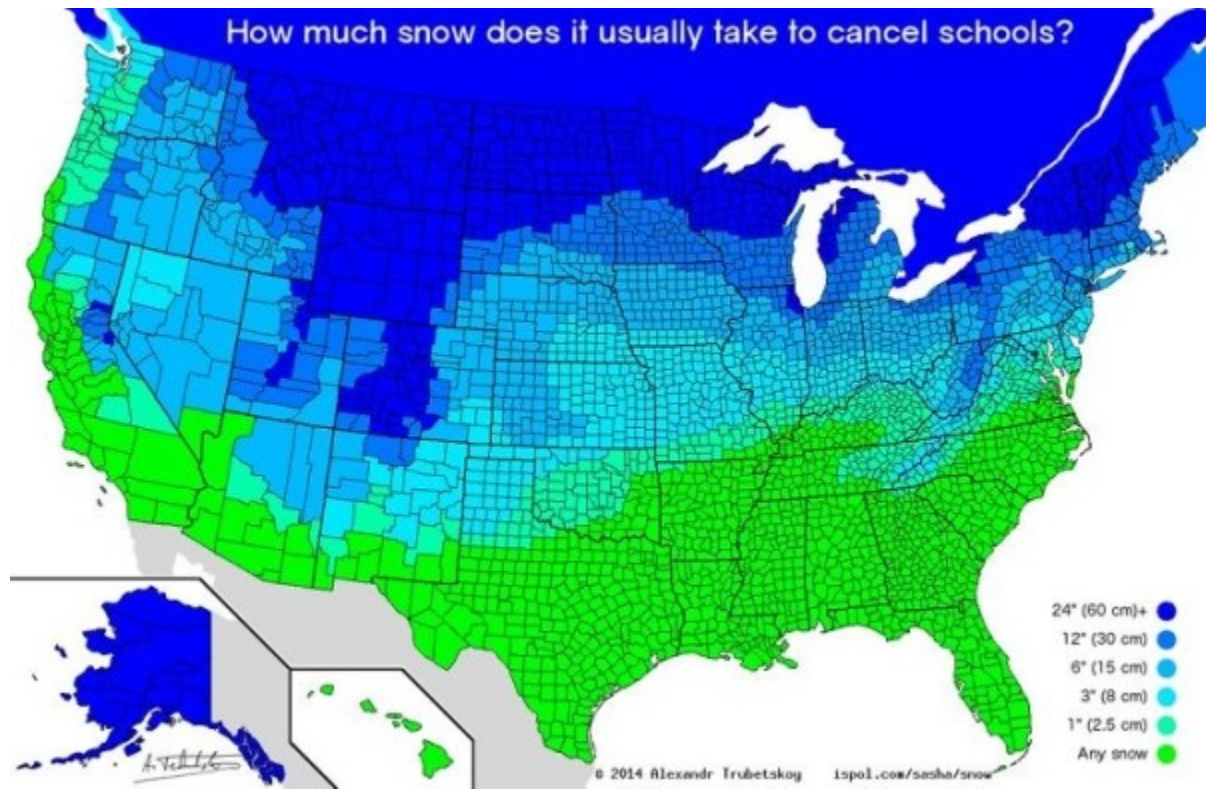 How much snow does it usually take to cancel schools?
24" (60 cm)+
12" (30 cm)
6" (15 cm)
3" (8 cm)
1" (2.5 cm)
Any snow
© 2014 Alexandr Trubetskoy ispol.com/sasha/snow